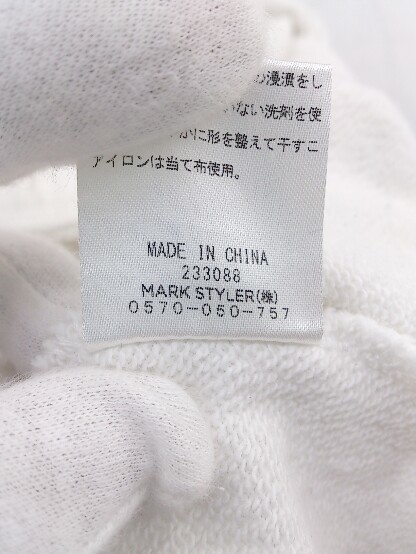 の浸漬をし
ない洗剤を使
かに形を整えて干すこ
アイロンは当て布使用。
MADE IN CHINA
233088
MARK STYLER(株)
0570-050-757